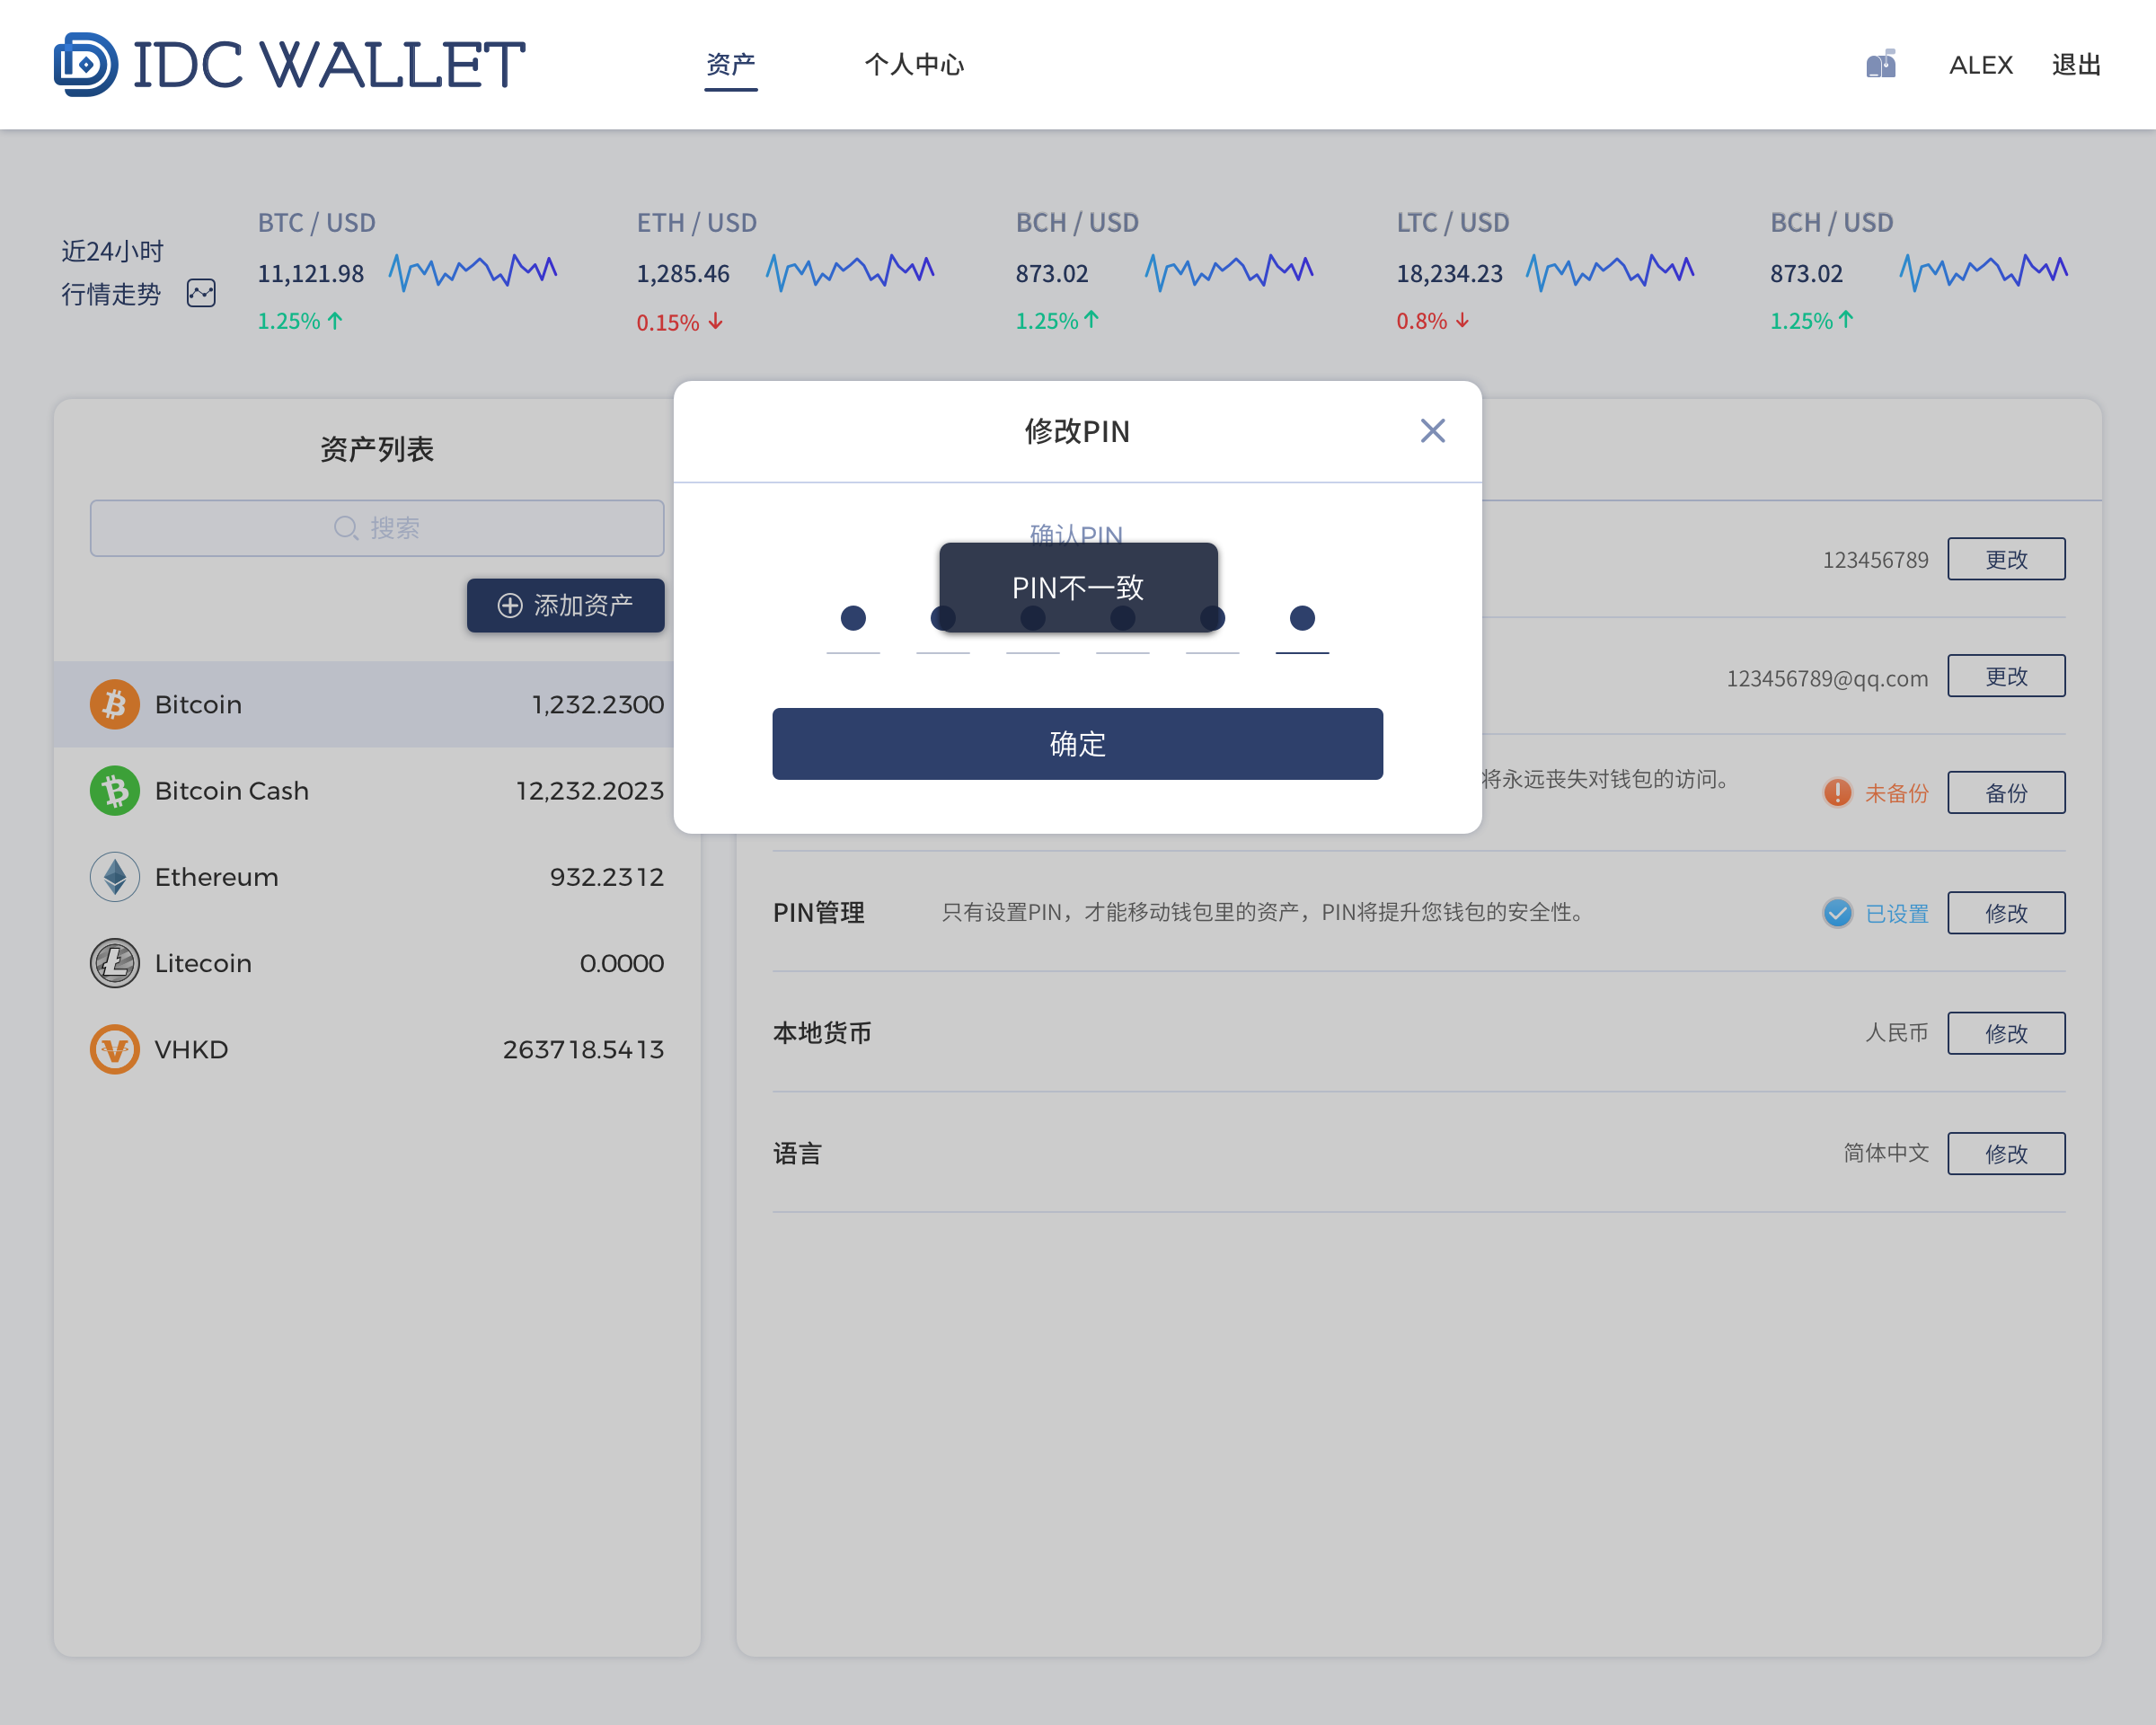 IDC WALLET
资产
个人中心
ALEX
退出
近24小时
行情走势
BTC / USD
11,121.98
1.25%
ETH / USD
1,285.46
0.15%
BCH / USD
873.02
1.25%
LTC / USD
18,234.23
0.8%
BCH / USD
873.02
1.25%
资产列表
搜索
添加资产
Bitcoin
1,232.2300
Bitcoin Cash
12,232.2023
Ethereum
932.2312
Litecoin
0.0000
VHKD
263718.5413
修改PIN
确认PIN
PIN不一致
确定
123456789
更改
123456789@qq.com
更改
将永远丧失对钱包的访问。
未备份
备份
PIN管理
只有设置PIN，才能移动钱包里的资产，PIN将提升您钱包的安全性。
已设置
修改
本地货币
人民币
修改
语言
简体中文
修改